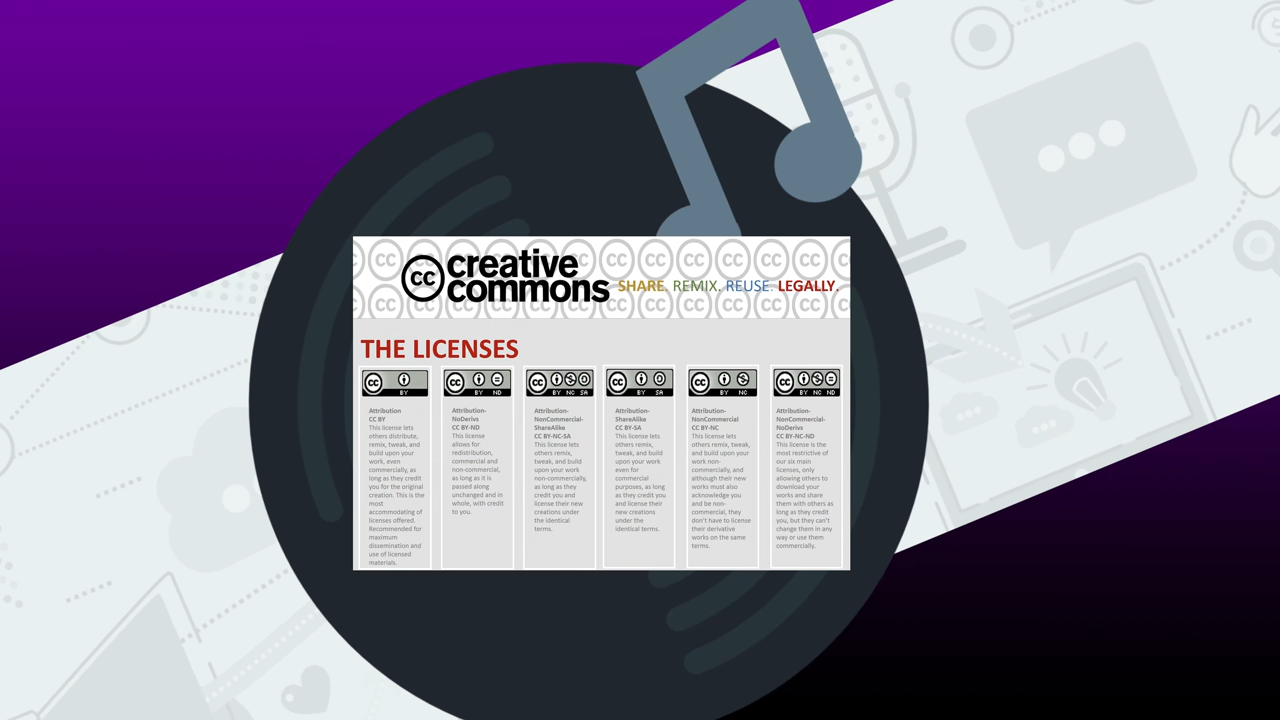 creative
commons
SHARE. REMIX. REUSE. LEGALLY.
THE LICENSES
cc
BY
Attribution
CC BY
This license lets
others distribute,
remix, tweak, and
build upon your
work, even
commercially, as
long as they credit
you for the original
creation. This is the
most
accommodating of
licenses offered.
Recommended for
maximum
dissemination and
use of licensed
materials.
cc
BY ND
Attribution-
NoDerivs
CC BY-ND
This license
allows for
redistribution,
commercial and
non-commercial,
as long as it is
passed along
unchanged and in
whole, with credit
to you.
cc
BY NC SA
Attribution-
NonCommercial-
ShareAlike
CC BY-NC-SA
This license lets
others remix,
tweak, and build
upon your work
non-commercially,
as long as they
credit you and
license their new
creations under
the identical
terms.
cc
BY SA
Attribution-
ShareAlike
CC BY-SA
This license lets
others remix,
tweak, and build
upon your work
even for
commercial
purposes, as long
as they credit you
and license their
new creations
under the
identical terms.
cc
BY NC
Attribution-
NonCommercial
CC BY-NC
This license lets
others remix, tweak,
and build upon your
work non-
commercially, and
although their new
works must also
acknowledge you
and be non-
commercial, they
don't have to license
their derivative
works on the same
terms.
cc
BY NC ND
Attribution-
NonCommercial-
NoDerivs
CC BY-NC-ND
This license is the
most restrictive of
our six main
licenses, only
allowing others to
download your
works and share
them with others as
long as they credit
you, but they can't
change them in any
way or use them
commercially.